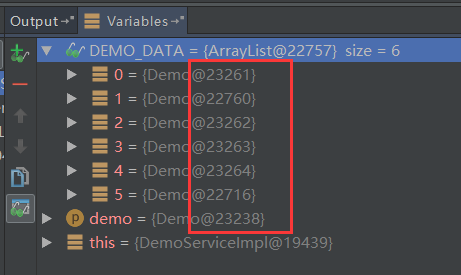 Output Variables
DEMO_DATA = {ArrayList@22757} size = 6
0 = {Demo@23261}
1 = {Demo@22760}
2 = {Demo@23262}
3 = {Demo@23263}
4 = {Demo@23264}
5 = {Demo@22716}
p demo = {Demo@23238}
this = {DemoServiceImpl@19439}